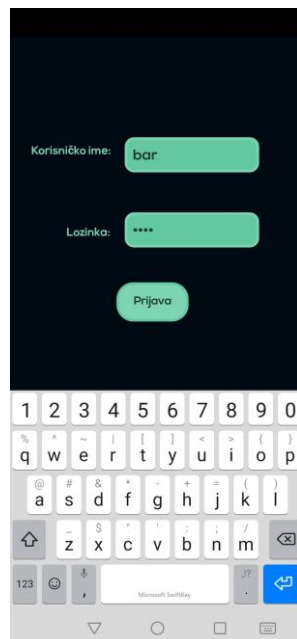 Korisničko ime: bar
Lozinka: ••••
Prijava
1 2 3 4 5 6 7 8 9 0
% ^ ~ | [ ] < > { }
q w e r t y u i o p
@ # & * - + = ( )
a s d f g h j k l
_ $ " ' : ; /
z x c v b n m
123 , Microsoft SwiftKey ,!? .